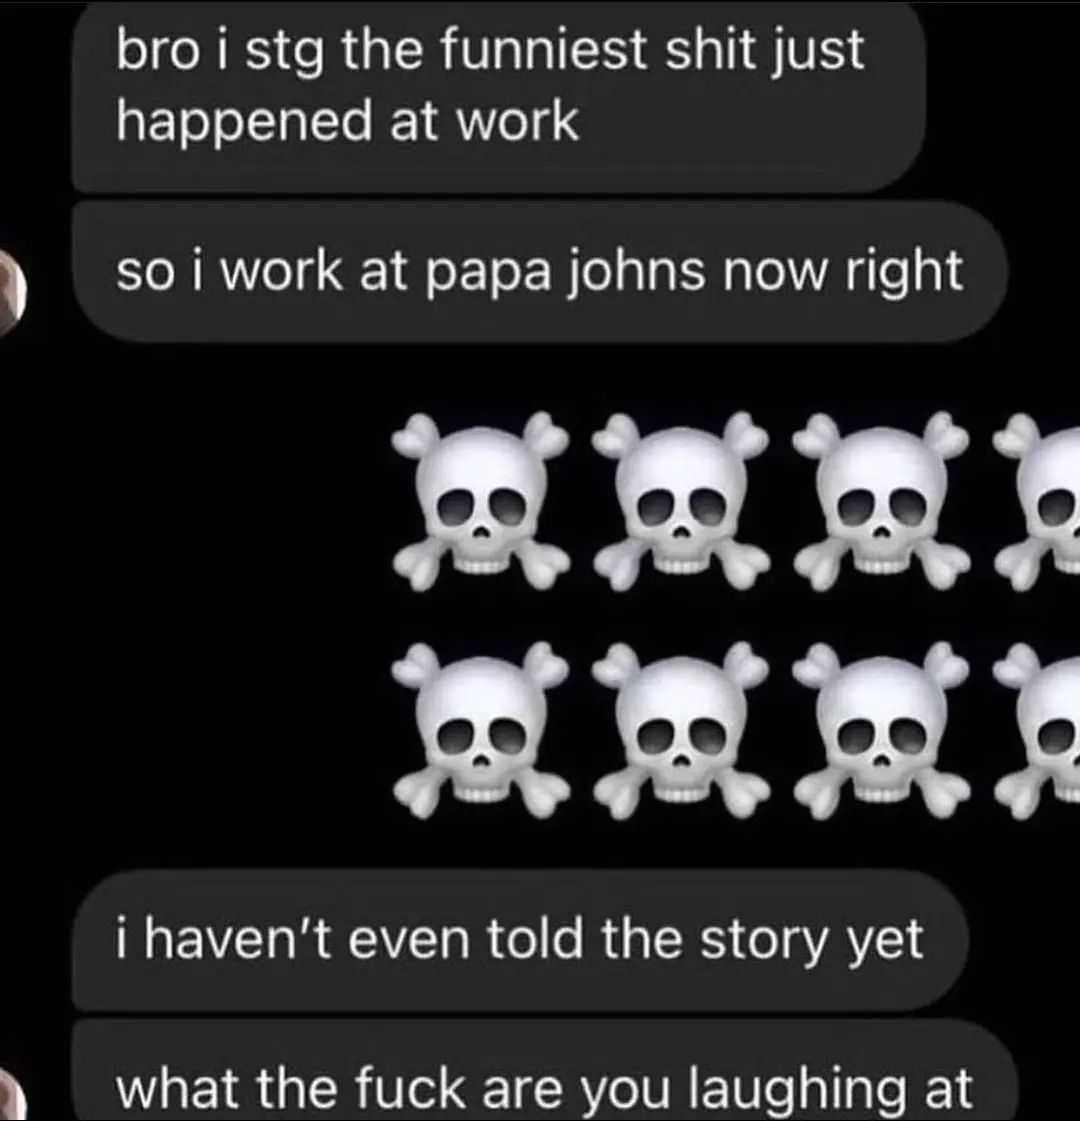 bro i stg the funniest shit just
happened at work
so i work at papa johns now right
☠️☠️☠️☠️
☠️☠️☠️☠️
i haven't even told the story yet
what the fuck are you laughing at